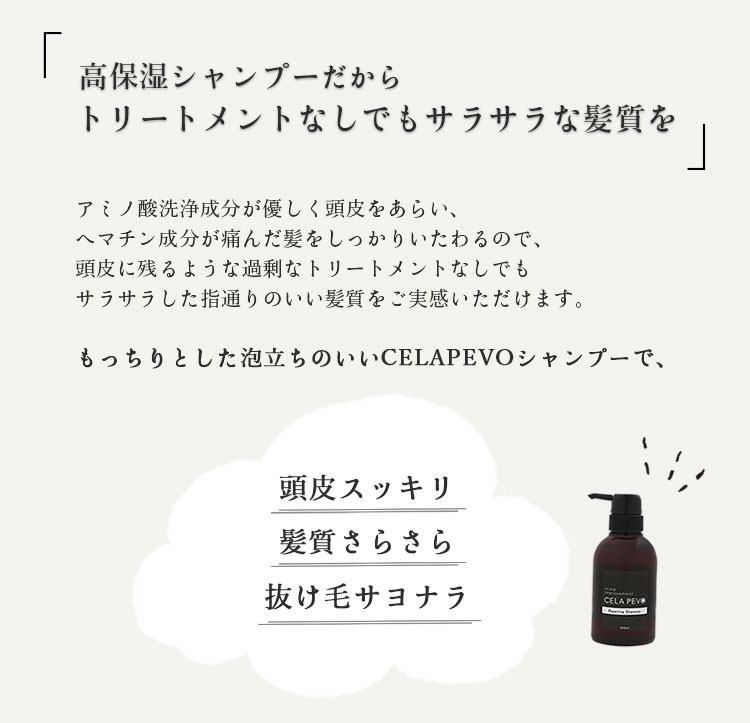 「高保湿シャンプーだから
トリートメントなしでもサラサラな髪質を」
アミノ酸洗浄成分が優しく頭皮をあらい、
ヘマチン成分が痛んだ髪をしっかりいたわるので、
頭皮に残るような過剰なトリートメントなしでも
サラサラした指通りのいい髪質をご実感いただけます。
もっちりとした泡立ちのいいCELAPEVOシャンプーで、
頭皮スッキリ
髪質さらさら
抜け毛サヨナラ
improvement
CELA PEVO
Shampoo